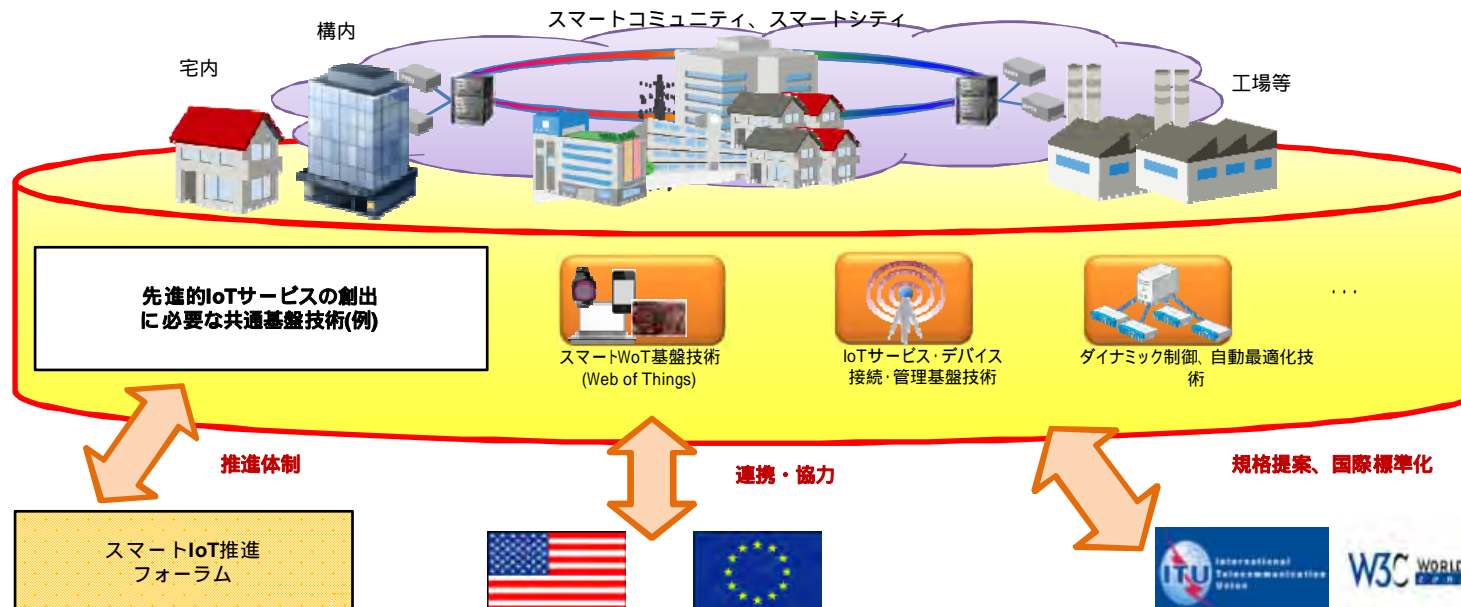 スマートコミュニティ、スマートシティ
構内
宅内
工場等
先進的IoTサービスの創出
に必要な共通基盤技術(例)
スマートWoT基盤技術
(Web of Things)
IoTサービス・デバイス
接続・管理基盤技術
ダイナミック制御、自動最適化技
術
...
推進体制
連携・協力
規格提案、国際標準化
スマートIoT推進
フォーラム
ITU
International
Telecommunication
Union
W3C WORLD